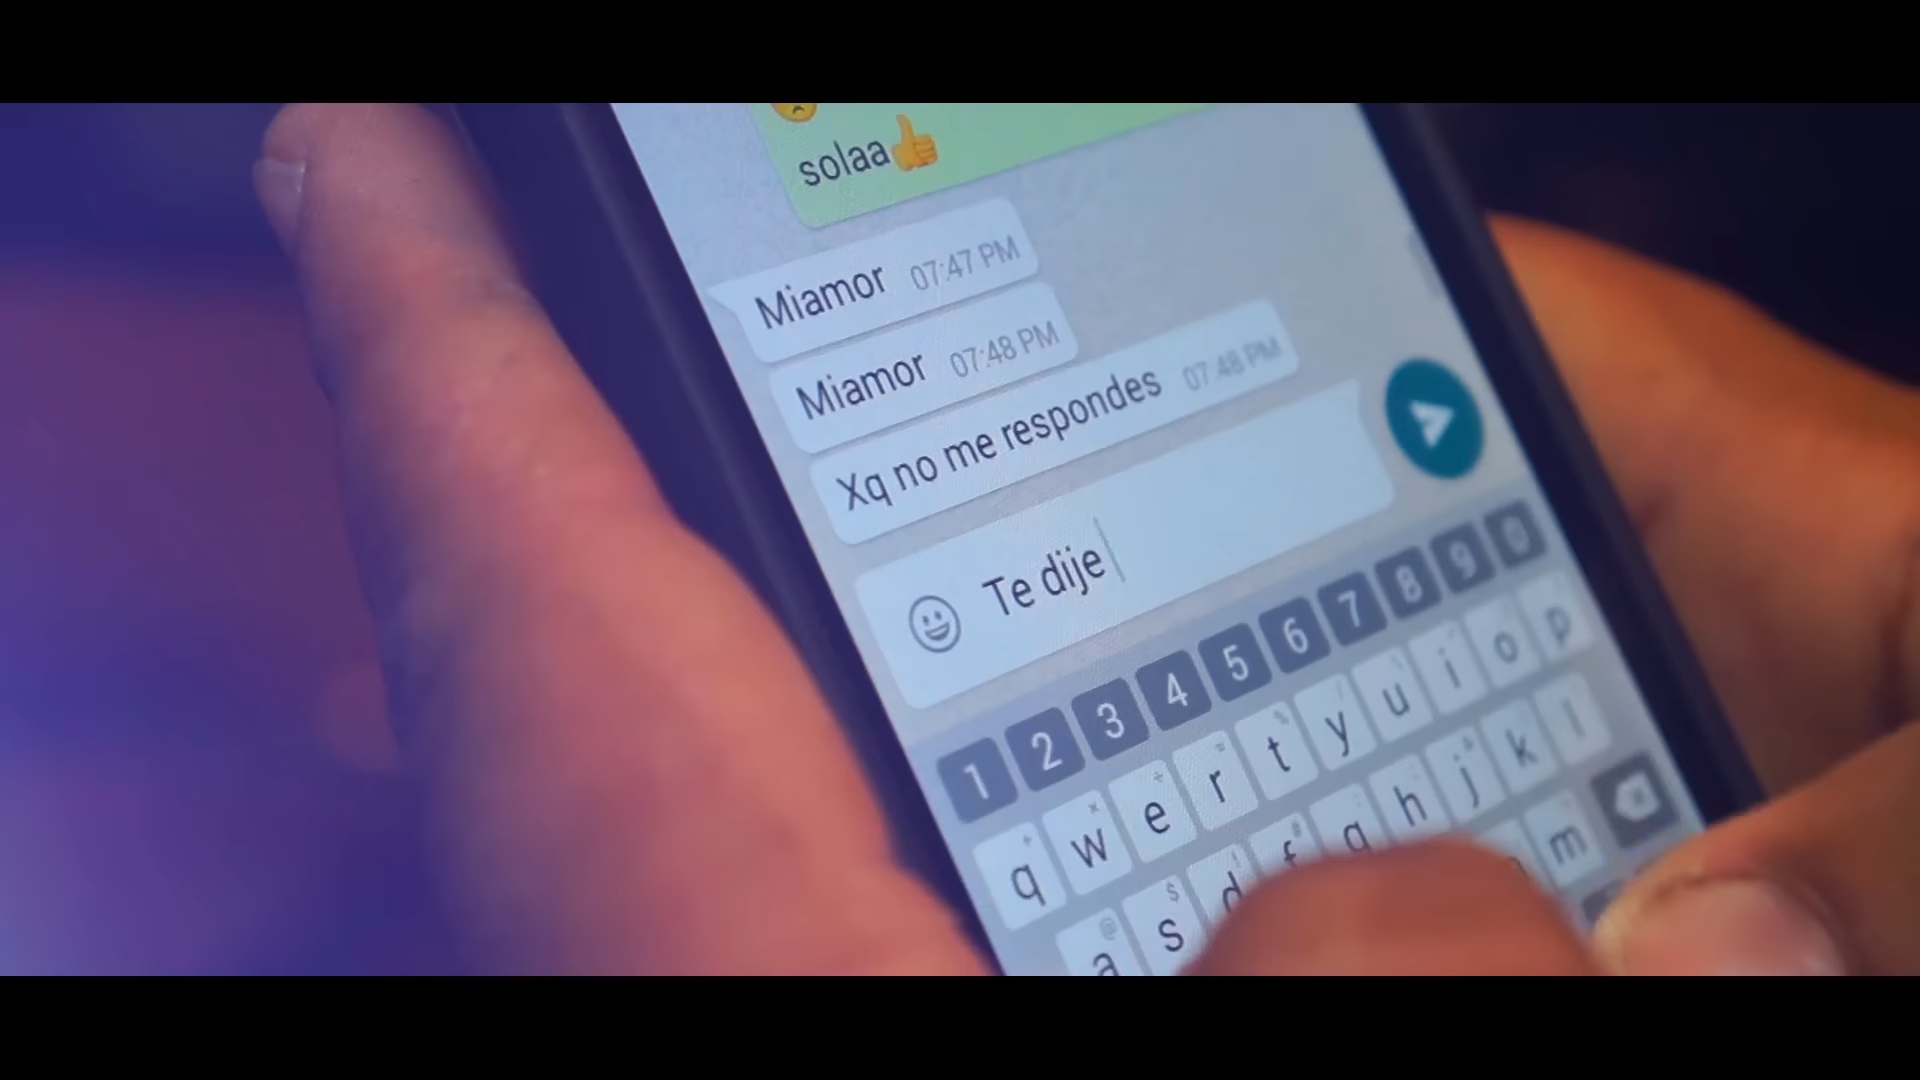 solaa👍
Miamor 07:47 PM
Miamor 07:48 PM
Xq no me respondes 07:48 PM
Te dije
1 2 3 4 5 6 7 8 9 0
q w e r t y u i o p
a s d f g h j k l
m